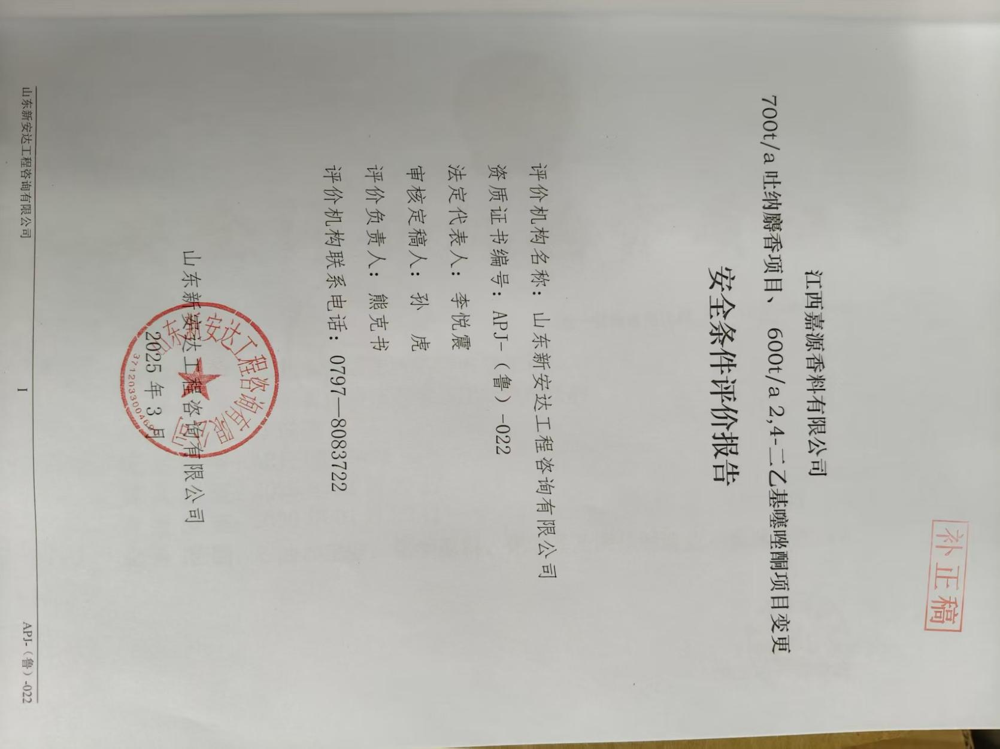 补正稿
江西嘉源香料有限公司
700t/a 吐纳麝香项目、 600t/a 2,4-二乙基噻唑酮项目变更
安全条件评价报告
评价机构名称：山东新安达工程咨询有限公司
资质证书编号：APJ-（鲁）-022
法定代表人： 李悦震
审核定稿人： 孙 虎
评价负责人： 熊克书
评价机构联系电话：0797—8083722
山东新安达工程咨询有限公司
2025 年 3 月
山东新安达工程咨询有限公司
山东新安达工程咨询有限公司
I
APJ-（鲁）-022